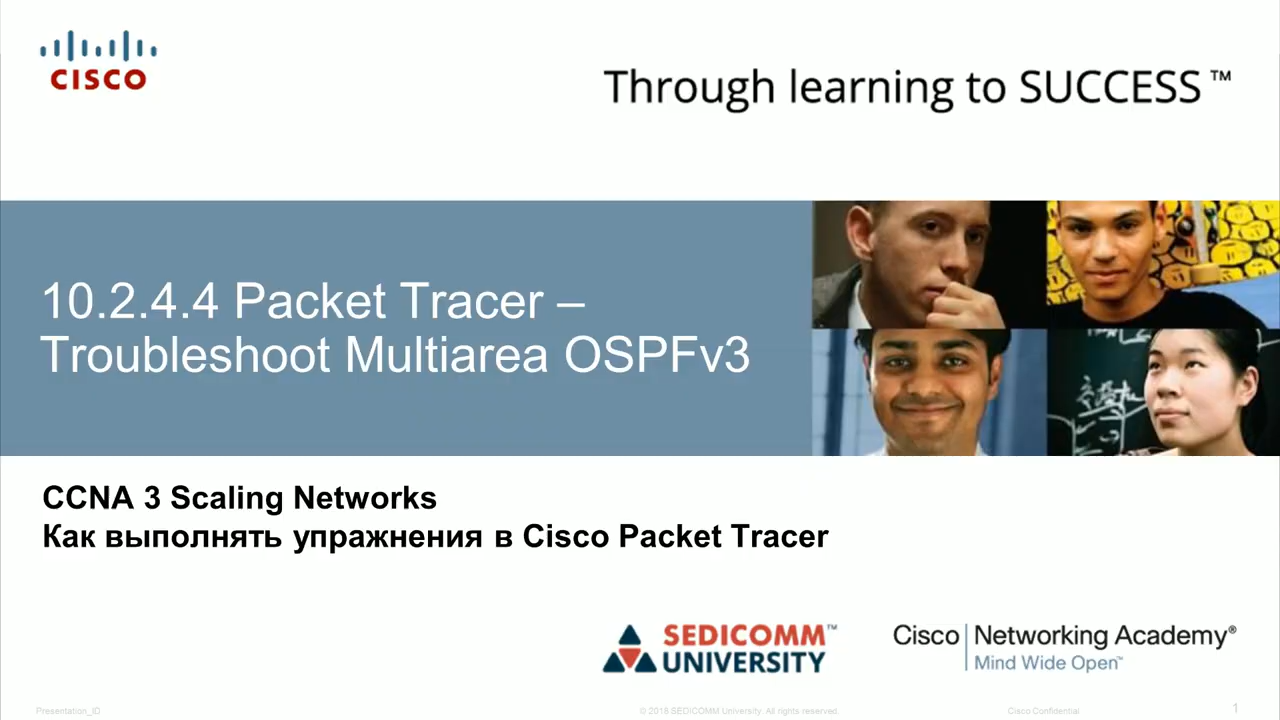 CISCO
Through learning to SUCCESS™
10.2.4.4 Packet Tracer –
Troubleshoot Multiarea OSPFv3
CCNA 3 Scaling Networks
Как выполнять упражнения в Cisco Packet Tracer
SEDICOMM™
UNIVERSITY
Cisco Networking Academy®
Mind Wide Open™
Presentation_ID
© 2018 SEDICOMM University. All rights reserved.
Cisco Confidential
1